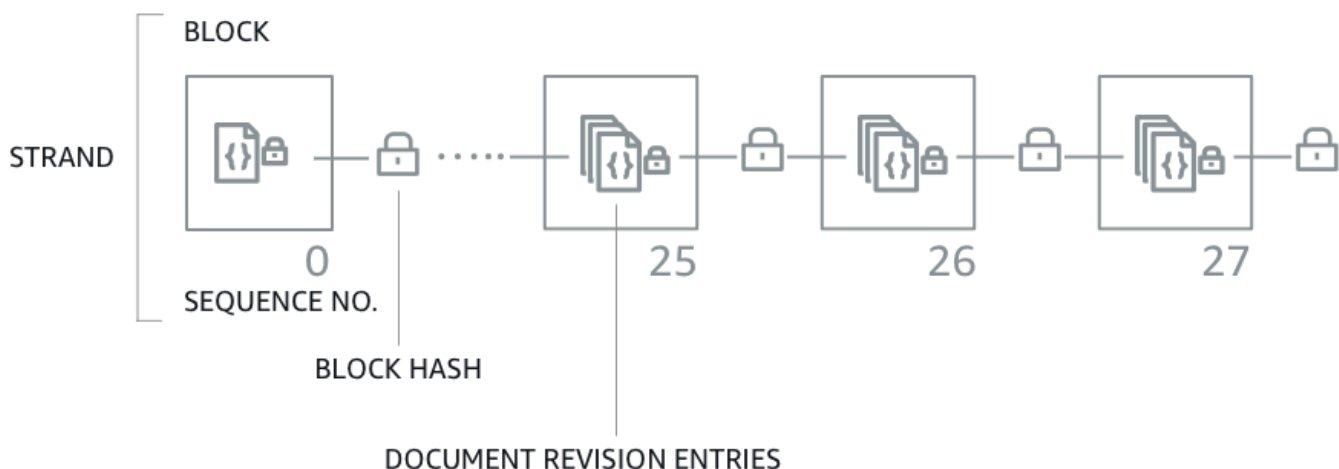 BLOCK
STRAND
{} {} {} {}
0 25 26 27
SEQUENCE NO.
BLOCK HASH
DOCUMENT REVISION ENTRIES